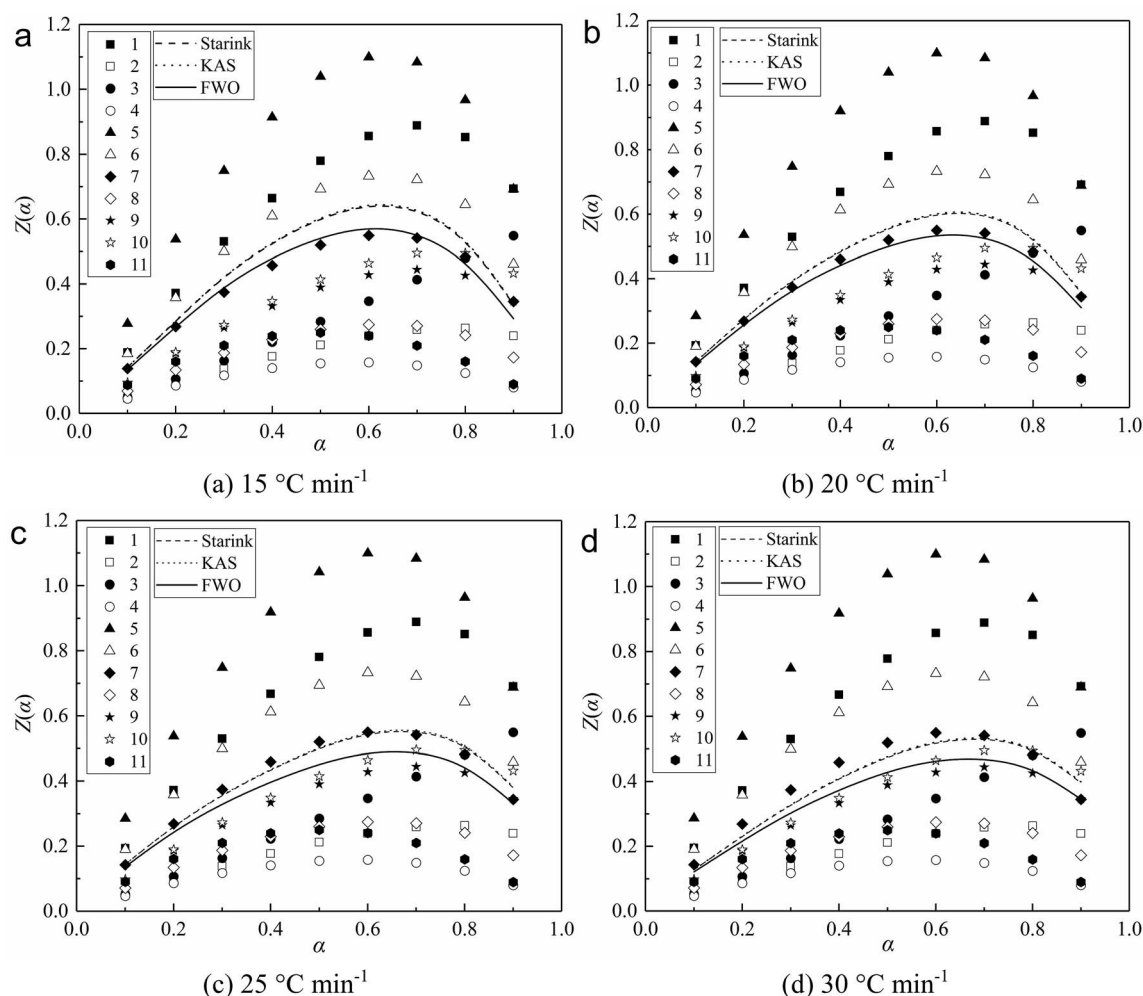 a
1.2
1.0
0.8
0.6
0.4
0.2
0.0
Z(α)
1
2
3
4
5
6
7
8
9
10
11
Starink
KAS
FWO
0.0 0.2 0.4 0.6 0.8 1.0
α
(a) 15 °C min-1
b
1.2
1.0
0.8
0.6
0.4
0.2
0.0
Z(α)
1
2
3
4
5
6
7
8
9
10
11
Starink
KAS
FWO
0.0 0.2 0.4 0.6 0.8 1.0
α
(b) 20 °C min-1
c
1.2
1.0
0.8
0.6
0.4
0.2
0.0
Z(α)
1
2
3
4
5
6
7
8
9
10
11
Starink
KAS
FWO
0.0 0.2 0.4 0.6 0.8 1.0
α
(c) 25 °C min-1
d
1.2
1.0
0.8
0.6
0.4
0.2
0.0
Z(α)
1
2
3
4
5
6
7
8
9
10
11
Starink
KAS
FWO
0.0 0.2 0.4 0.6 0.8 1.0
α
(d) 30 °C min-1